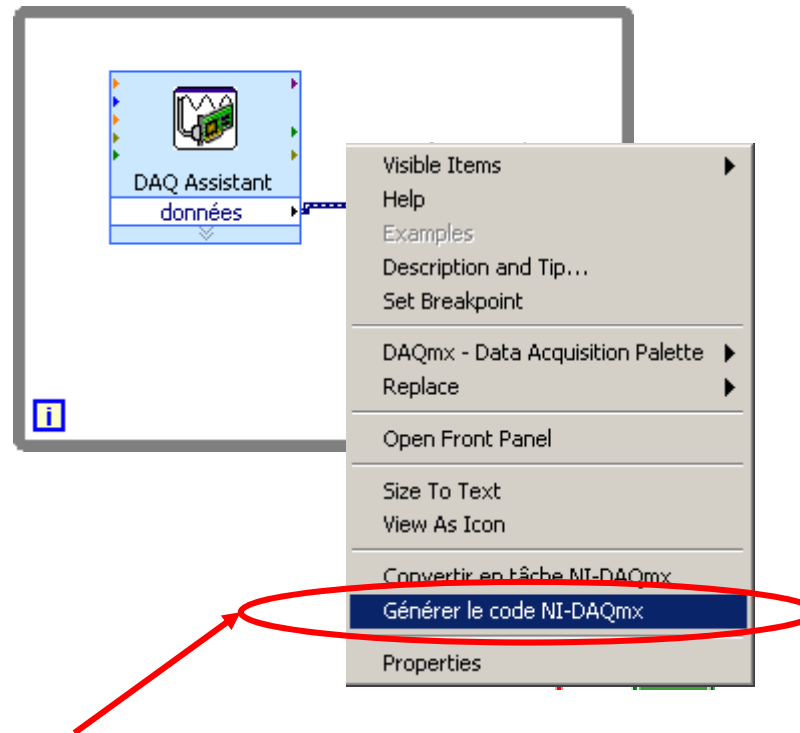 DAQ Assistant
données
i
Visible Items
Help
Examples
Description and Tip...
Set Breakpoint
DAQmx - Data Acquisition Palette
Replace
Open Front Panel
Size To Text
View As Icon
Convertir en tâche NI-DAQmx
Générer le code NI-DAQmx
Properties